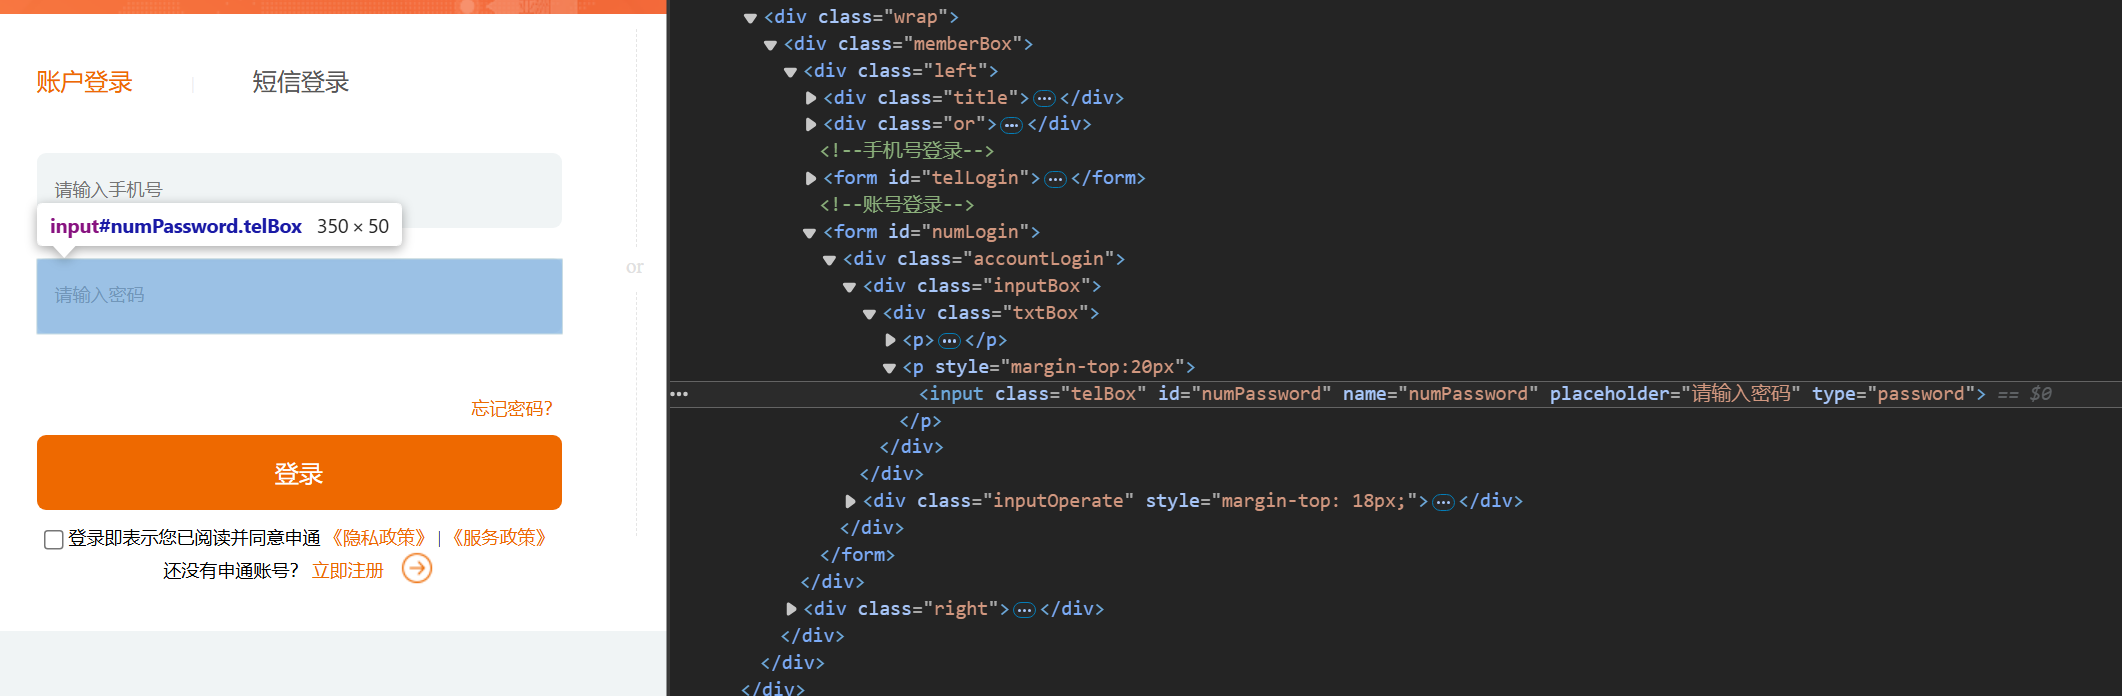 账户登录
短信登录
请输入手机号
input#numPassword.telBox 350 × 50
请输入密码
or
忘记密码?
登录
登录即表示您已阅读并同意申通《隐私政策》 | 《服务政策》
还没有申通账号? 立即注册
<div class="wrap">
<div class="memberBox">
<div class="left">
<div class="title">…</div>
<div class="or">…</div>
<!--手机号登录-->
<form id="telLogin">…</form>
<!--账号登录-->
<form id="numLogin">
<div class="accountLogin">
<div class="inputBox">
<div class="txtBox">
<p>…</p>
<p style="margin-top:20px">
… <input class="telBox" id="numPassword" name="numPassword" placeholder="请输入密码" type="password"> == $0
</p>
</div>
</div>
<div class="inputOperate" style="margin-top: 18px;">…</div>
</div>
</form>
</div>
<div class="right">…</div>
</div>
</div>
</div>